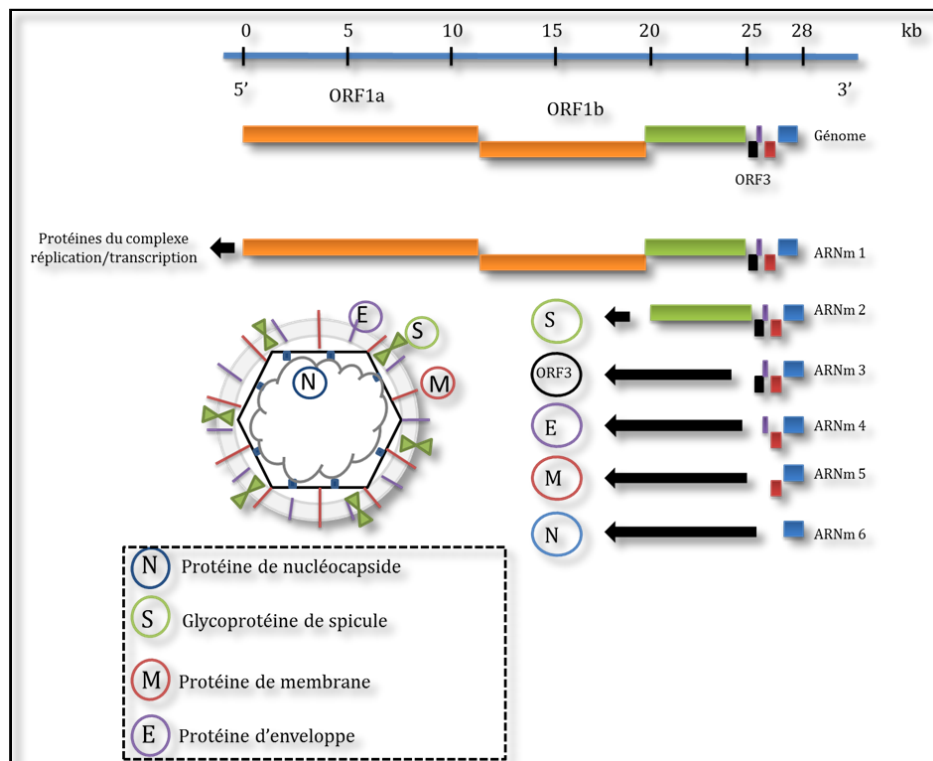 0 5 10 15 20 25 28 kb
5’ 3’
ORF1a
ORF1b
Génome
ORF3
Protéines du complexe
réplication/transcription
ARNm 1
S
ARNm 2
ORF3
ARNm 3
E
ARNm 4
M
ARNm 5
N
ARNm 6
E
S
N
M
N Protéine de nucléocapside
S Glycoprotéine de spicule
M Protéine de membrane
E Protéine d’enveloppe